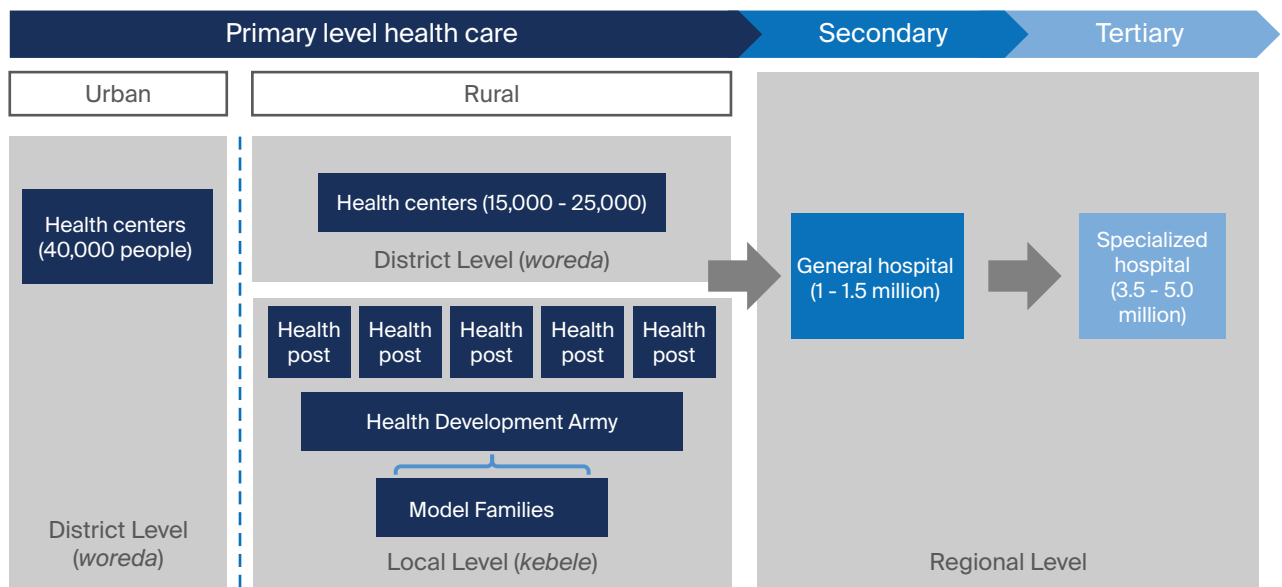 Primary level health care
Secondary
Tertiary
Urban
Rural
Health centers
(40,000 people)
District Level
(woreda)
Health centers (15,000 - 25,000)
District Level (woreda)
Health
post
Health
post
Health
post
Health
post
Health
post
Health Development Army
Model Families
Local Level (kebele)
General hospital
(1 - 1.5 million)
Specialized
hospital
(3.5 - 5.0
million)
Regional Level